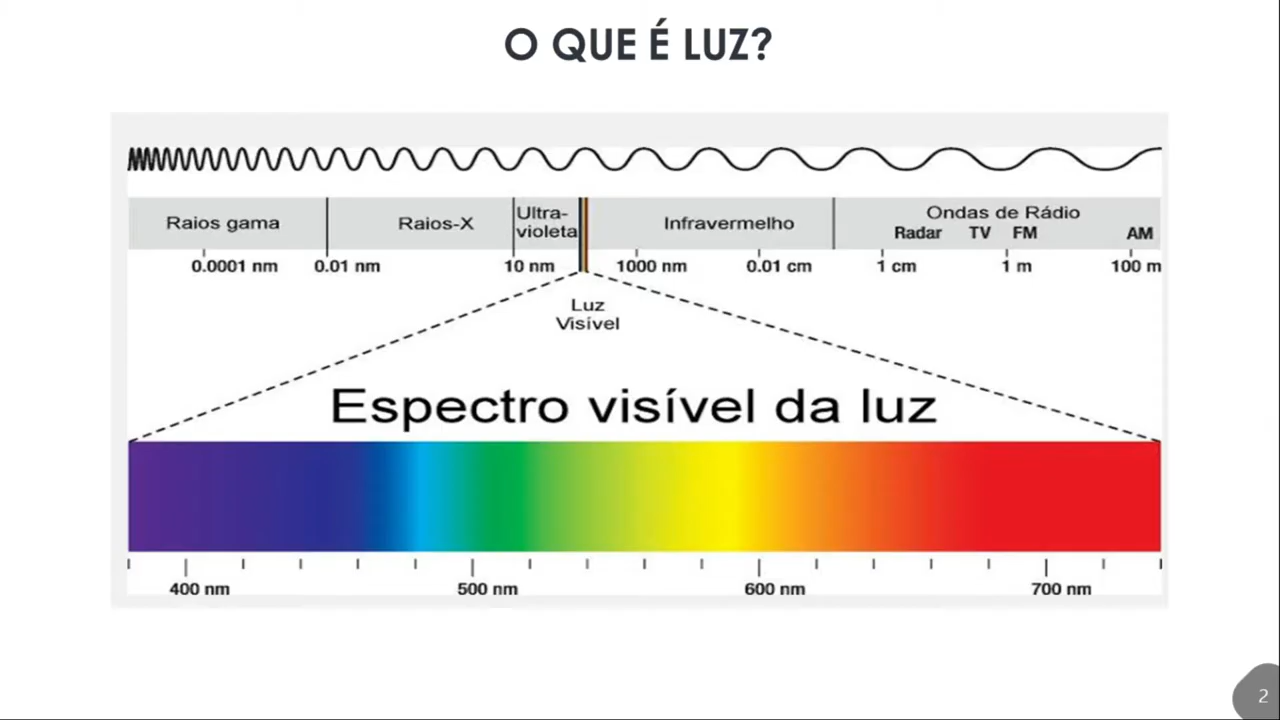 O QUE É LUZ?
Raios gama
Raios-X
Ultra-
violeta
Infravermelho
Ondas de Rádio
Radar TV FM AM
0.0001 nm 0.01 nm 10 nm 1000 nm 0.01 cm 1 cm 1 m 100 m
Luz
Visível
Espectro visível da luz
400 nm 500 nm 600 nm 700 nm
2